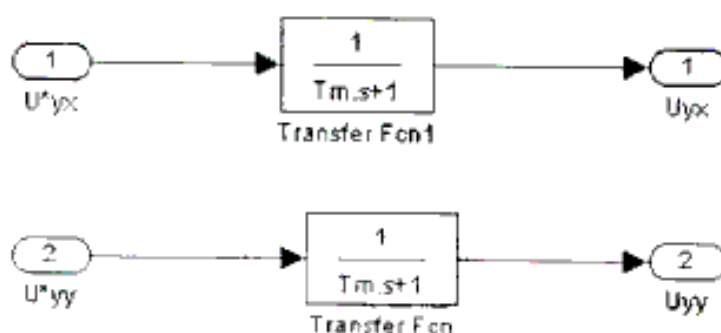 1
1
1
Tm.s+1
U*yx
Uyx
Transfer Fcn1
2
1
2
Tm.s+1
U*yy
Uyy
Transfer Fcn